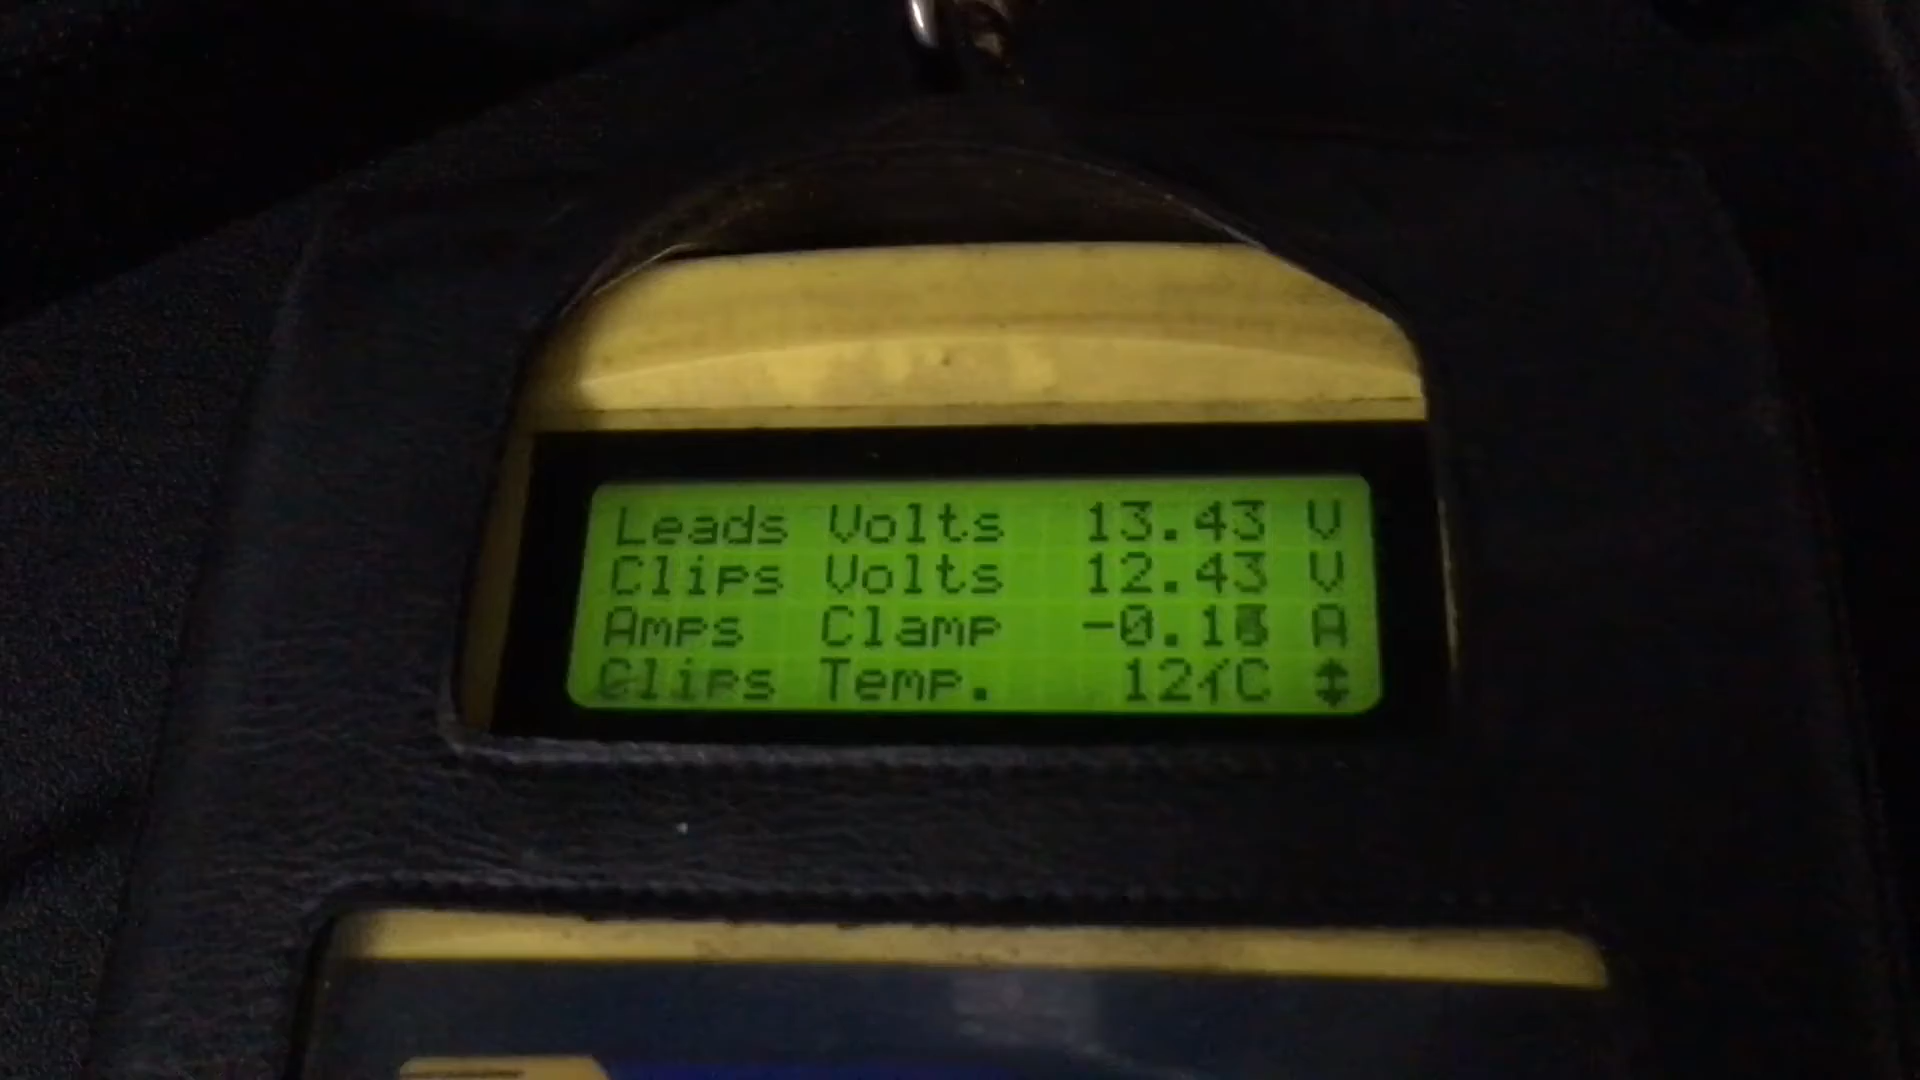 Leads Volts 13.43 V
Clips Volts 12.43 V
Amps Clamp A
Clips Temp.